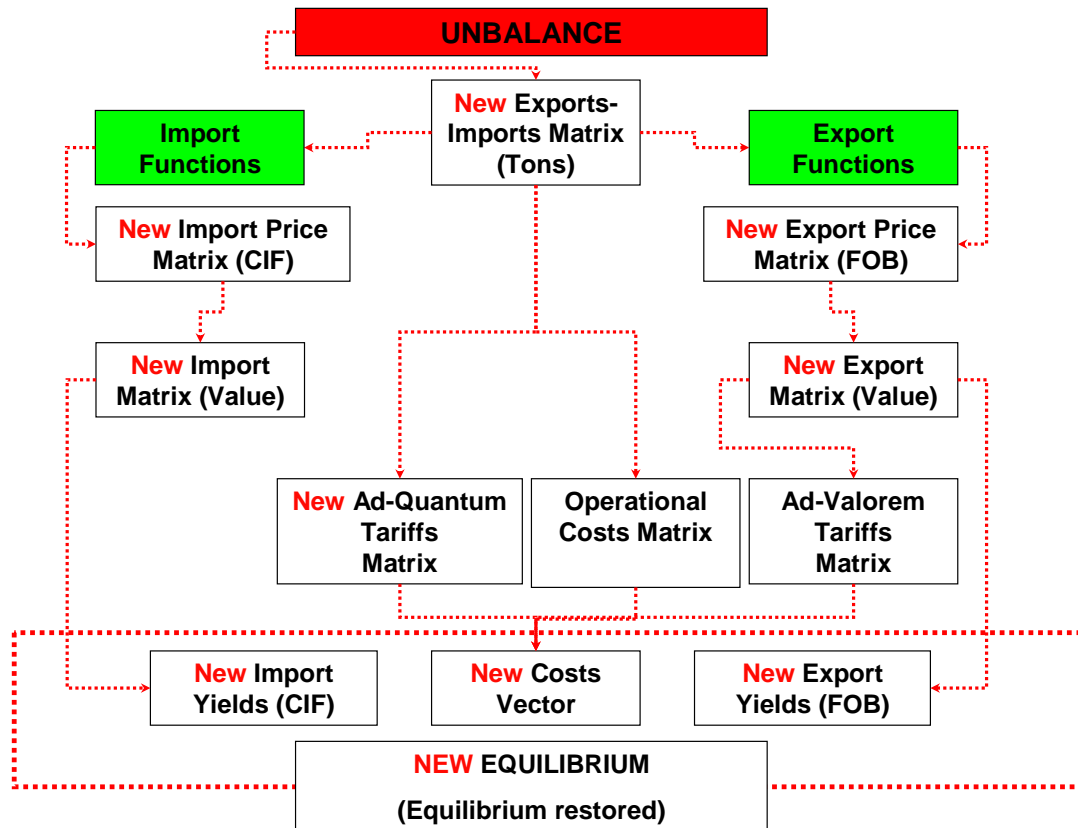 UNBALANCE
New Exports-
Imports Matrix
(Tons)
Import
Functions
Export
Functions
New Import Price
Matrix (CIF)
New Export Price
Matrix (FOB)
New Import
Matrix (Value)
New Export
Matrix (Value)
New Ad-Quantum
Tariffs
Matrix
Operational
Costs Matrix
Ad-Valorem
Tariffs
Matrix
New Import
Yields (CIF)
New Costs
Vector
New Export
Yields (FOB)
NEW EQUILIBRIUM
(Equilibrium restored)